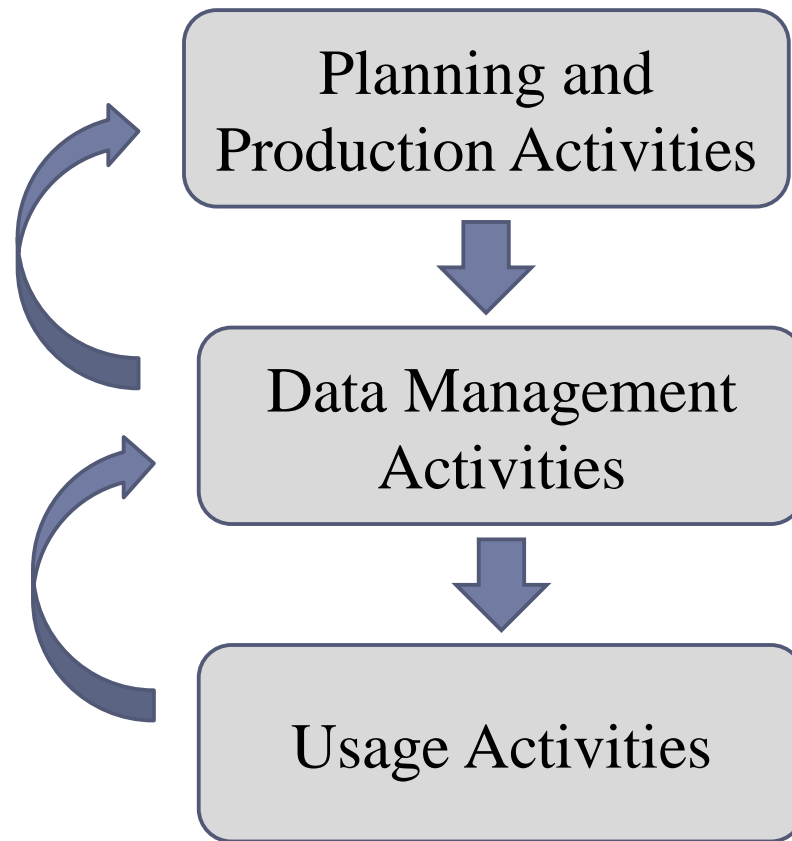 Planning and
Production Activities
Data Management
Activities
Usage Activities